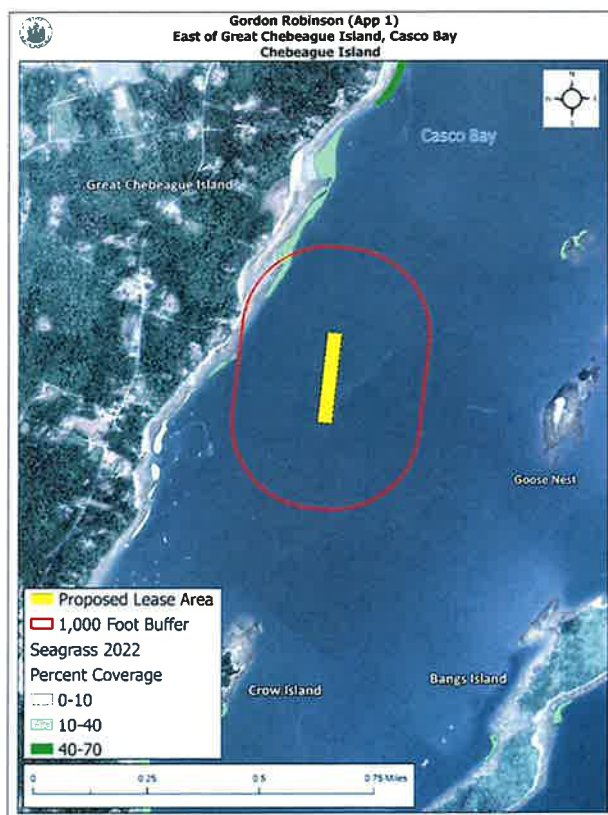 Gordon Robinson (App 1)
East of Great Chebeague Island, Casco Bay
Chebeague Island
N
E
S
Casco Bay
Great Chebeague Island
Goose Nest
Proposed Lease Area
1,000 Foot Buffer
Seagrass 2022
Percent Coverage
0-10
10-40
40-70
Crow Island
Bangs Island
0 0.25 0.5 0.75 Miles